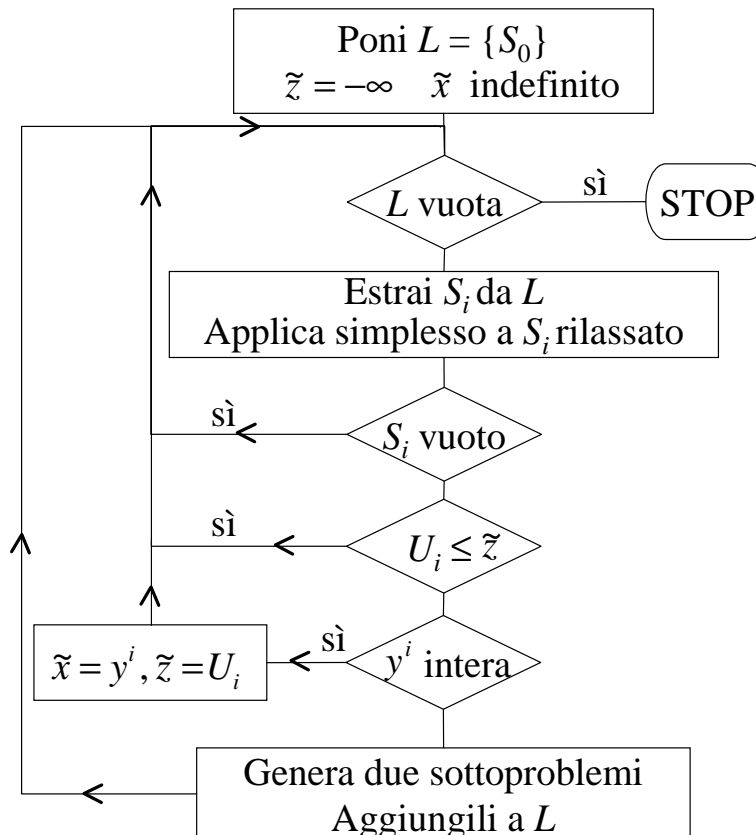 Poni L = {S₀}
z̃ = −∞ x̃ indefinito
L vuota
sì
STOP
Estrai Sᵢ da L
Applica simplesso a Sᵢ rilassato
sì
Sᵢ vuoto
sì
Uᵢ ≤ z̃
x̃ = yⁱ, z̃ = Uᵢ
sì
yⁱ intera
Genera due sottoproblemi
Aggiungili a L